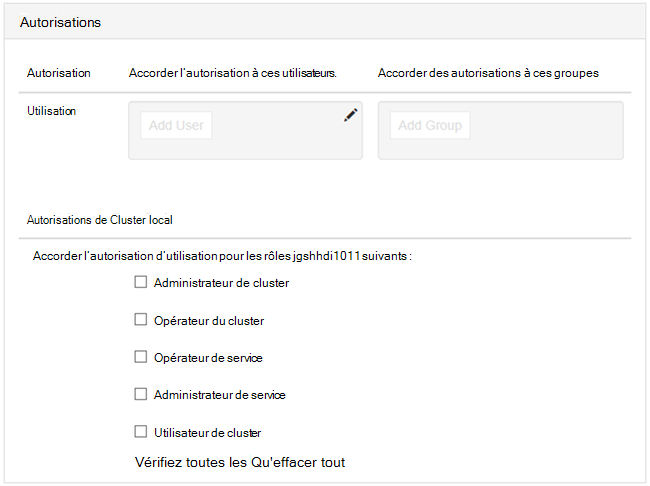 Autorisations
Autorisation Accorder l'autorisation à ces utilisateurs. Accorder des autorisations à ces groupes
Utilisation Add User Add Group
Autorisations de Cluster local
Accorder l'autorisation d'utilisation pour les rôles jgshhdi1011 suivants :
Administrateur de cluster
Opérateur du cluster
Opérateur de service
Administrateur de service
Utilisateur de cluster
Vérifiez toutes les Qu'effacer tout